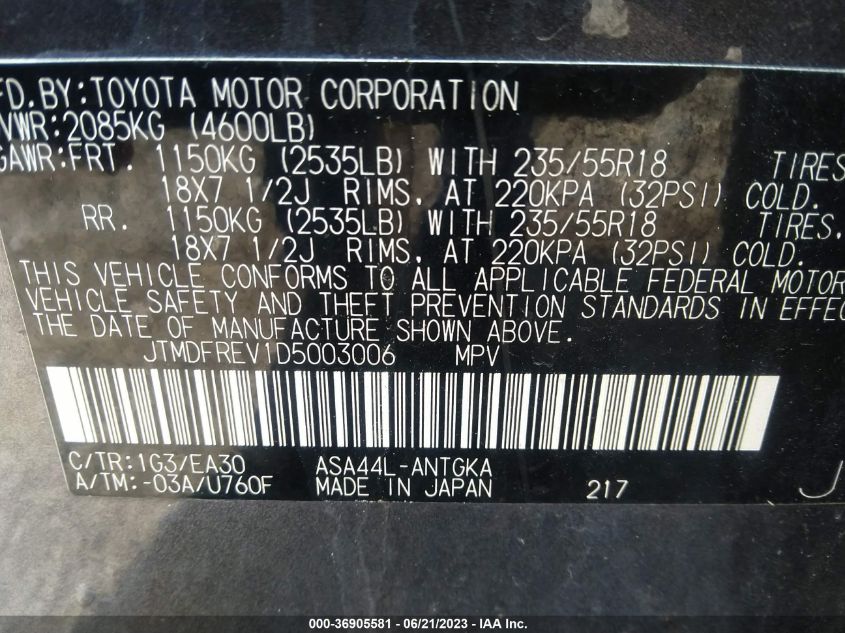 FD. BY: TOYOTA MOTOR CORPORATION
VWR: 2085KG (4600LB)
GAWR: FRT. 1150KG (2535LB) WITH 235/55R18 TIRES
18X7 1/2J RIMS, AT 220KPA (32PSI) COLD.
RR. 1150KG (2535LB) WITH 235/55R18 TIRES,
18X7 1/2J RIMS, AT 220KPA (32PSI) COLD.
THIS VEHICLE CONFORMS TO ALL APPLICABLE FEDERAL MOTOR
VEHICLE SAFETY AND THEFT PREVENTION STANDARDS IN EFFEC
THE DATE OF MANUFACTURE SHOWN ABOVE.
JTMDFREV1D5003006 MPV
C/TR: 1G3/EA30 ASA44L-ANTGKA
A/TM: -03A/U760F MADE IN JAPAN 217 J
000-36905581 - 06/21/2023 - IAA Inc.